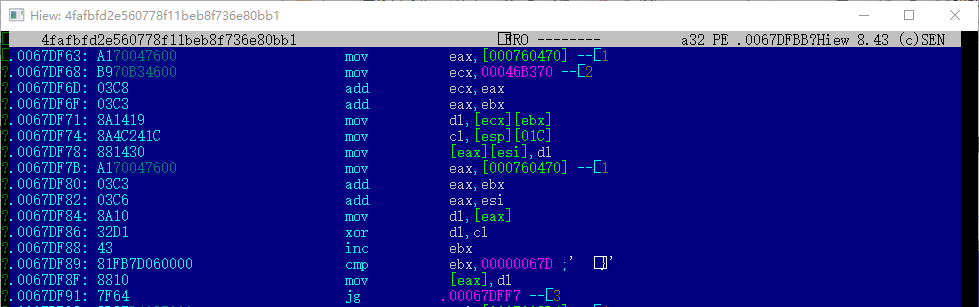 Hiew: 4fafbfd2e560778f11beb8f736e80bb1
4fafbfd2e560778f11beb8f736e80bb1 FRO -------- a32 PE .0067DFBB?Hiew 8.43 (c)SEN
.0067DF63: A170047600 mov eax,[000760470] --[1
?.0067DF68: B970B34600 mov ecx,00046B370 --[2
?.0067DF6D: 03C8 add ecx,eax
?.0067DF6F: 03C3 add eax,ebx
?.0067DF71: 8A1419 mov dl,[ecx][ebx]
?.0067DF74: 8A4C241C mov cl,[esp][01C]
?.0067DF78: 881430 mov [eax][esi],dl
?.0067DF7B: A170047600 mov eax,[000760470] --[1
?.0067DF80: 03C3 add eax,ebx
?.0067DF82: 03C6 add eax,esi
?.0067DF84: 8A10 mov dl,[eax]
?.0067DF86: 32D1 xor dl,cl
?.0067DF88: 43 inc ebx
?.0067DF89: 81FB7D060000 cmp ebx,00000067D ;' }'
?.0067DF8F: 8810 mov [eax],dl
?.0067DF91: 7F64 jg .00067DFF7 --[3